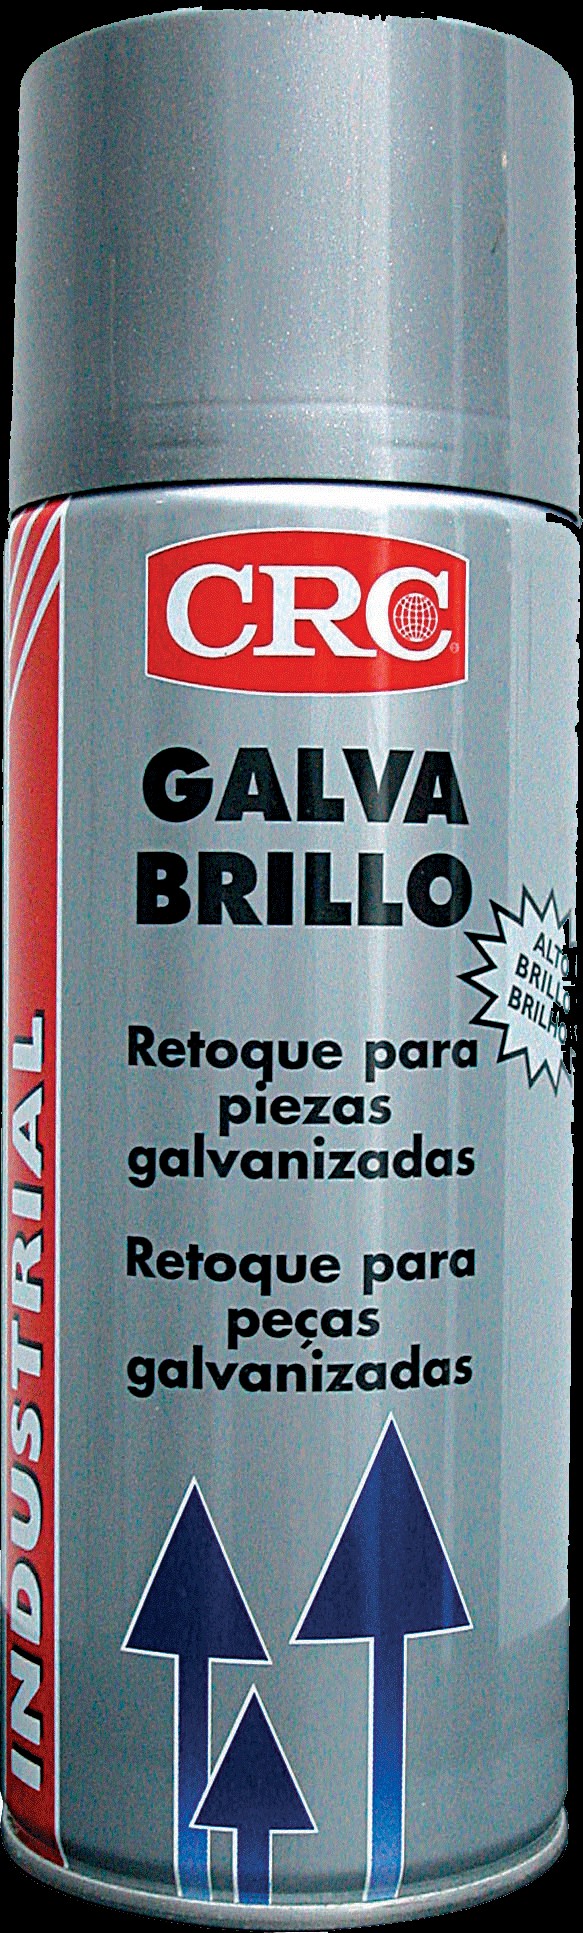 CRC
GALVA
BRILLO
ALTO
BRILLO
BRILHO
Retoque para
piezas
galvanizadas
Retoque para
peças
galvanizadas
INDUSTRIAL